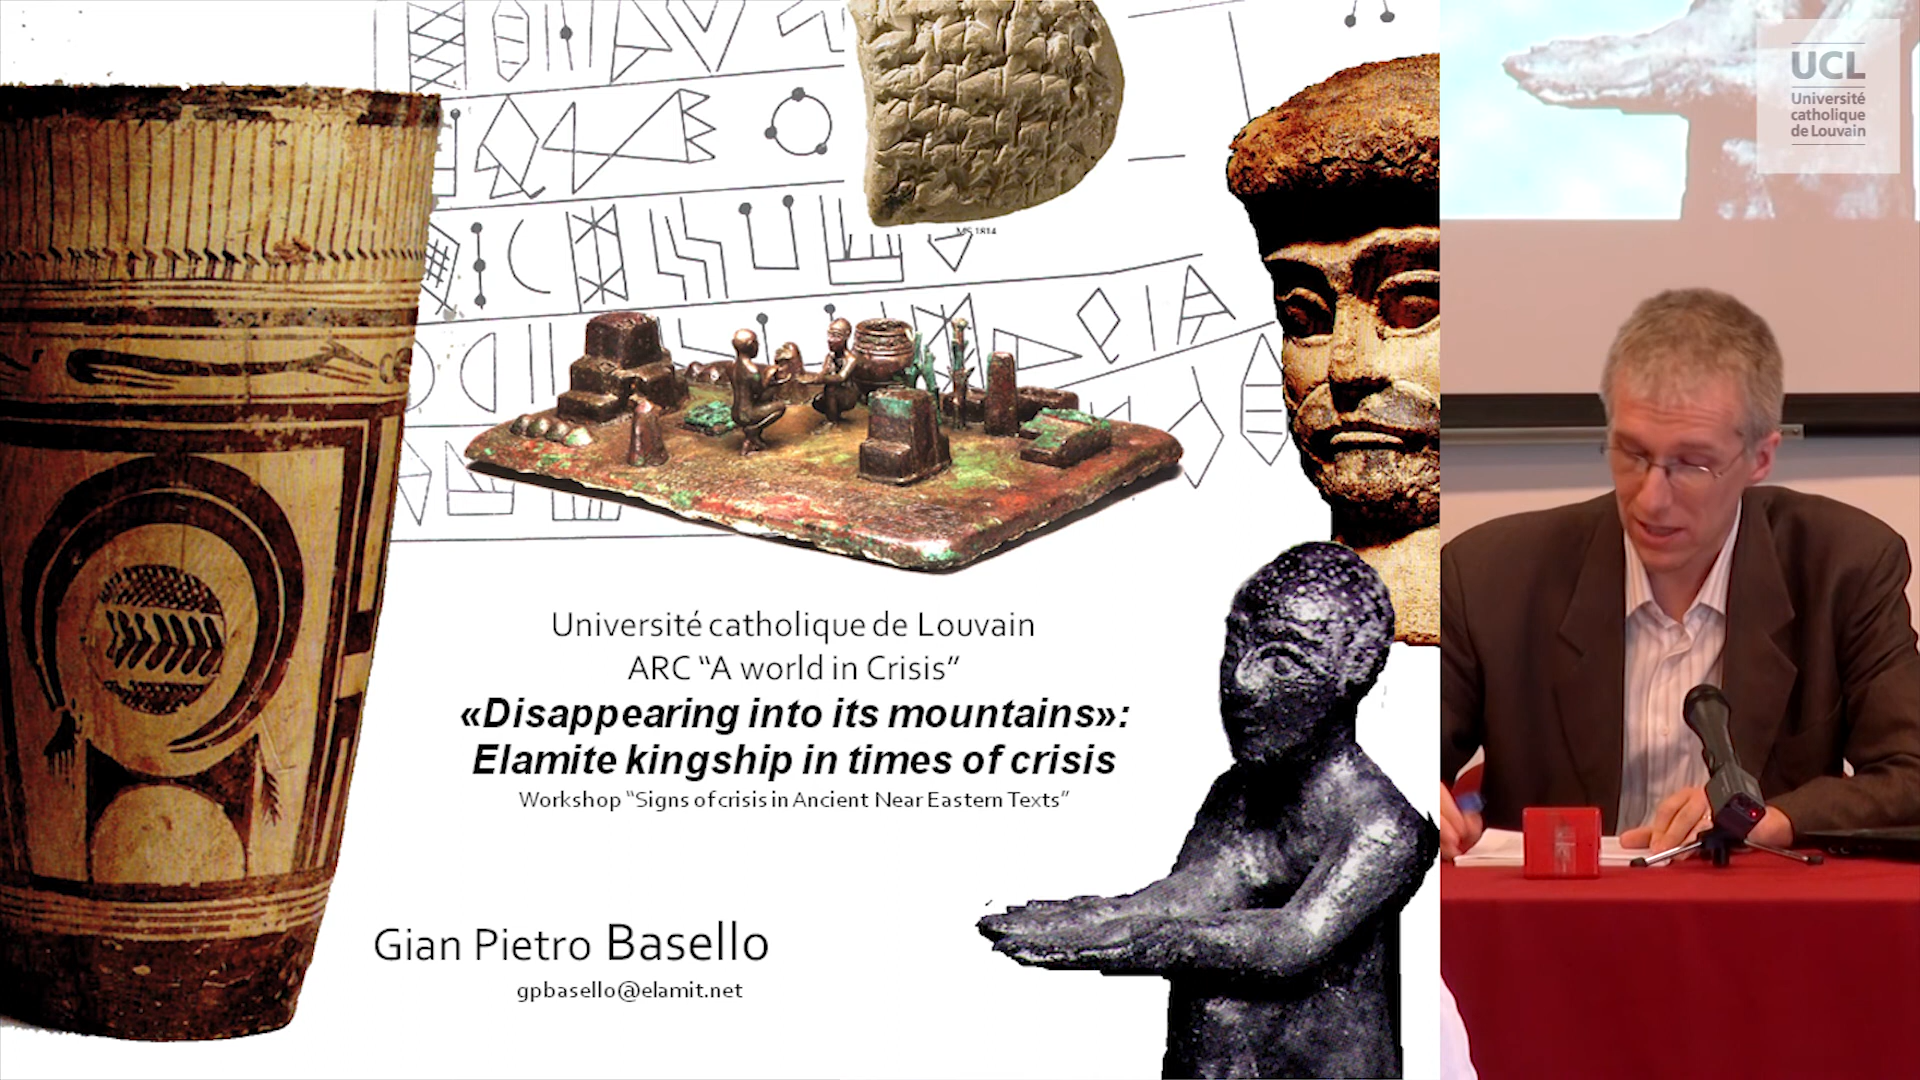 MS 1814
Université catholique de Louvain
ARC “A world in Crisis”
«Disappearing into its mountains»:
Elamite kingship in times of crisis
Workshop “Signs of crisis in Ancient Near Eastern Texts”
Gian Pietro Basello
gpbasello@elamit.net
UCL
Université
catholique
de Louvain